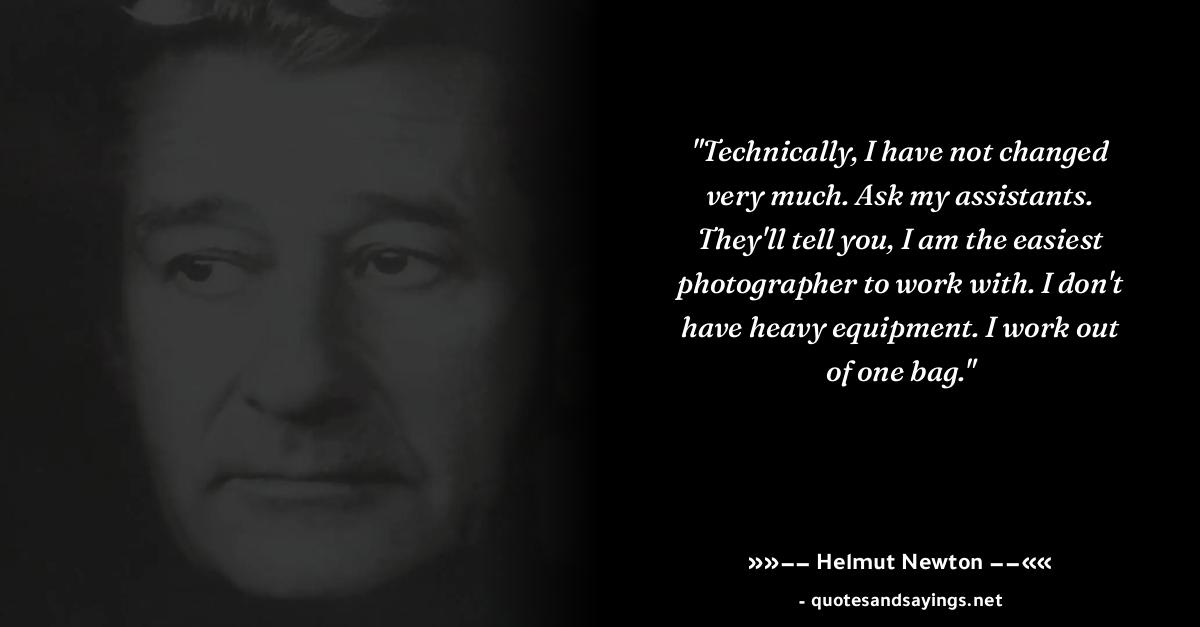 "Technically, I have not changed
very much. Ask my assistants.
They'll tell you, I am the easiest
photographer to work with. I don't
have heavy equipment. I work out
of one bag."
»»–– Helmut Newton ––««
- quotesandsayings.net